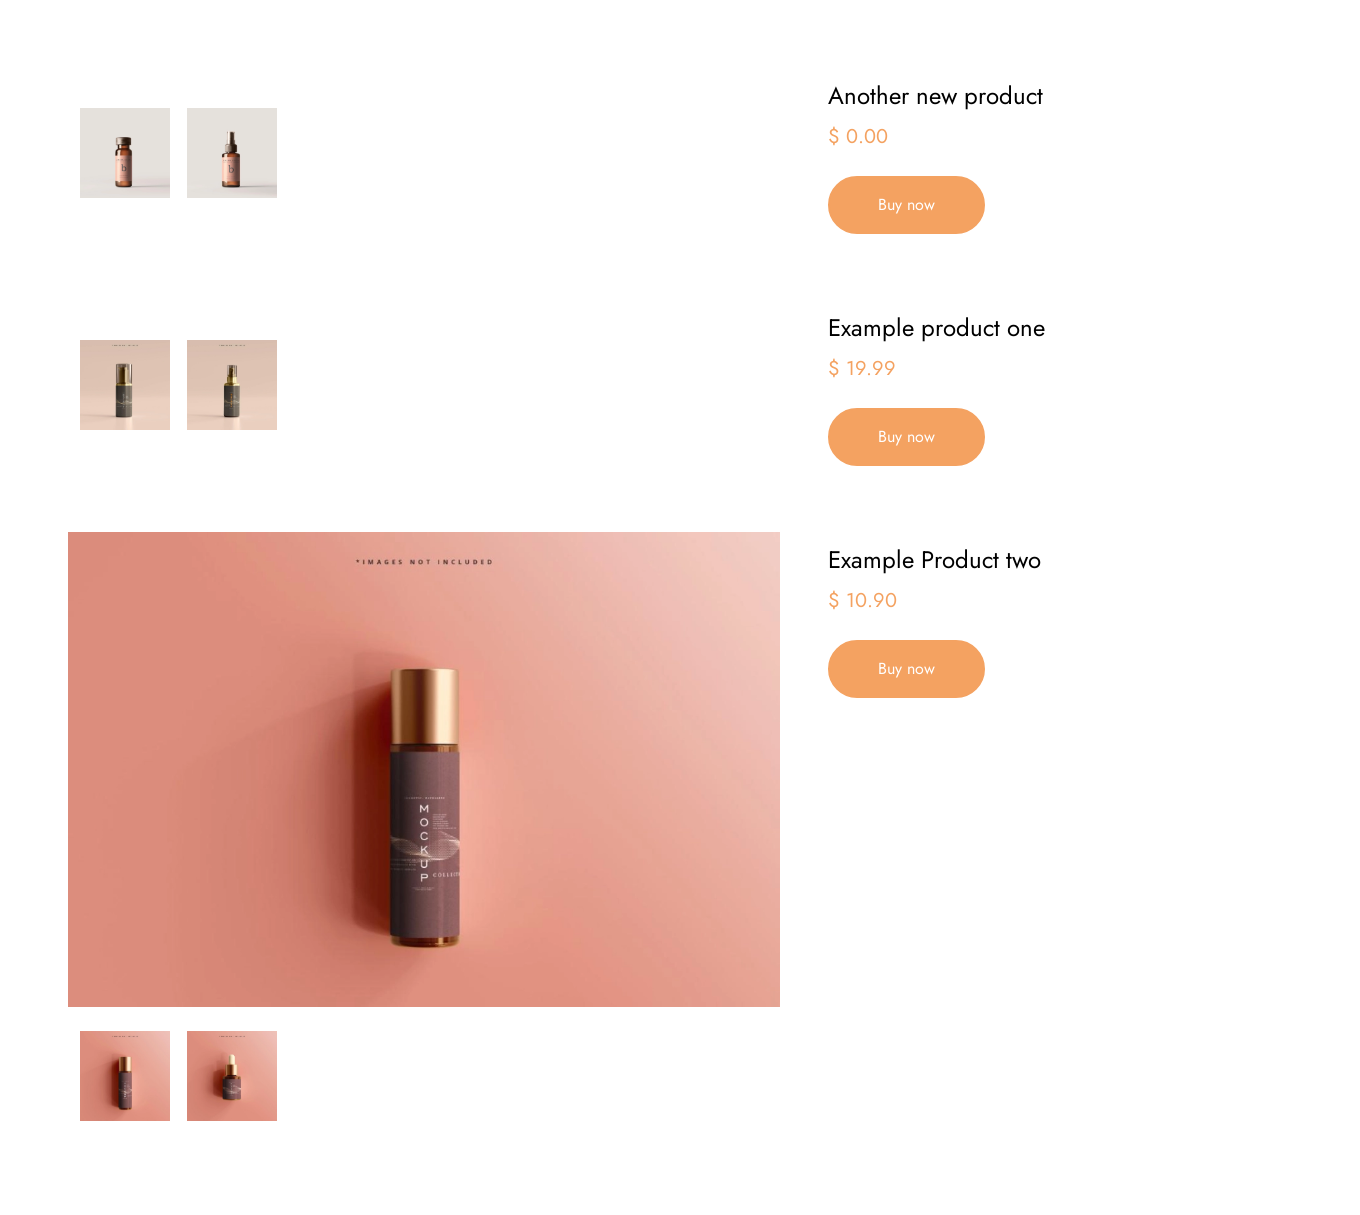 Another new product
$ 0.00
Buy now
Example product one
$ 19.99
Buy now
*IMAGES NOT INCLUDED
Example Product two
$ 10.90
Buy now
MOCKUP